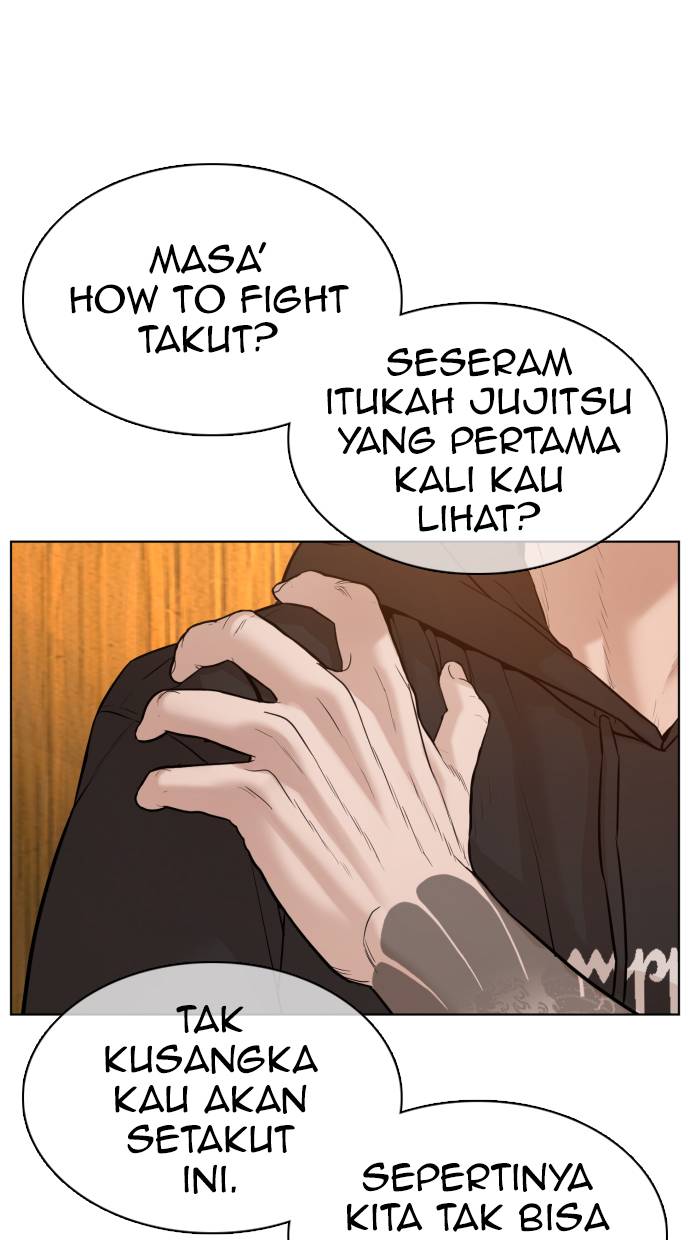 MASA'
HOW TO FIGHT
TAKUT?
SESERAM
ITUKAH JUJITSU
YANG PERTAMA
KALI KAU
LIHAT?
TAK
KUSANGKA
KAU AKAN
SETAKUT
INI.
SEPERTINYA
KITA TAK BISA